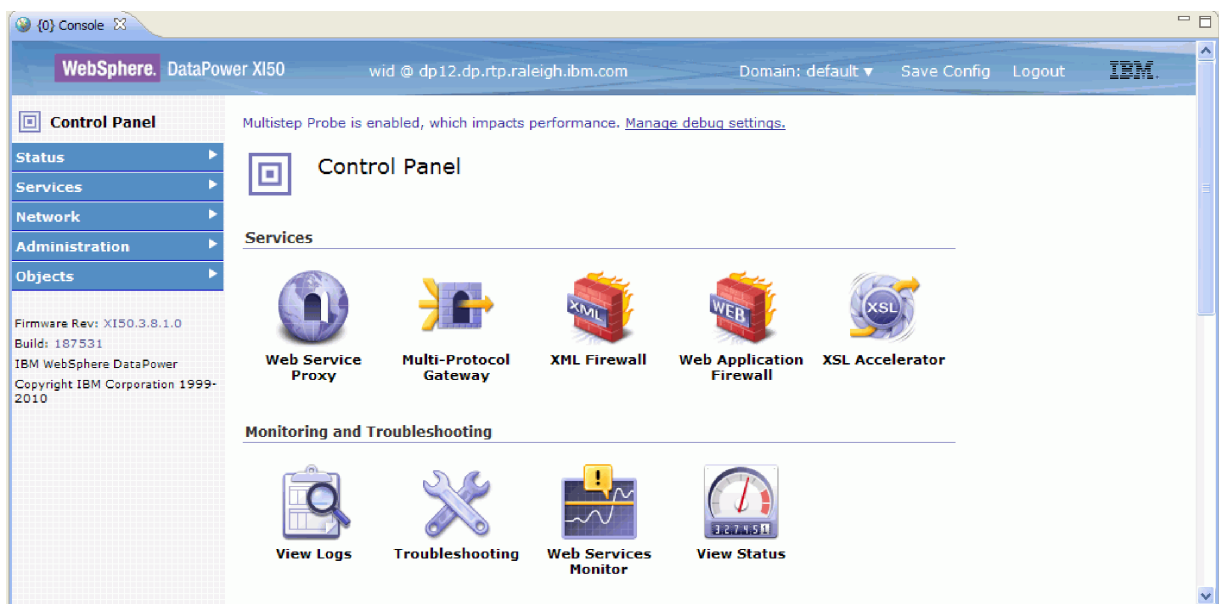 {0} Console
WebSphere. DataPower XI50 wid @ dp12.dp.rtp.raleigh.ibm.com Domain: default Save Config Logout IBM.
Control Panel
Status
Services
Network
Administration
Objects
Firmware Rev: XI50.3.8.1.0
Build: 187531
IBM WebSphere DataPower
Copyright IBM Corporation 1999-
2010
Multistep Probe is enabled, which impacts performance. Manage debug settings.
Control Panel
Services
Web Service
Proxy
Multi-Protocol
Gateway
XML
XML Firewall
WEB
Web Application
Firewall
XSL
XSL Accelerator
Monitoring and Troubleshooting
View Logs
Troubleshooting
!
Web Services
Monitor
View Status